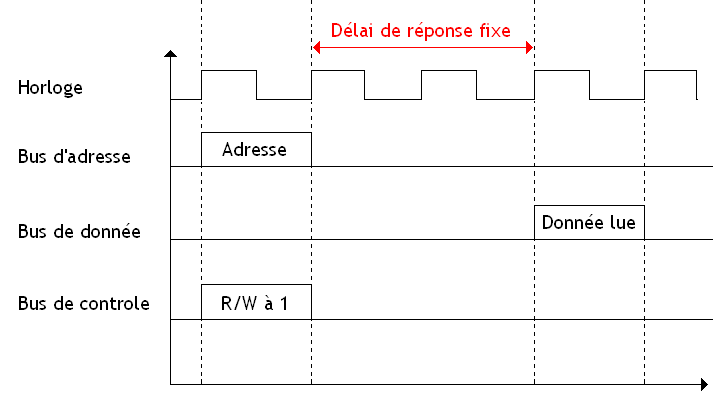 Délai de réponse fixe
Horloge
Bus d'adresse
Adresse
Bus de donnée
Donnée lue
Bus de controle
R/W à 1